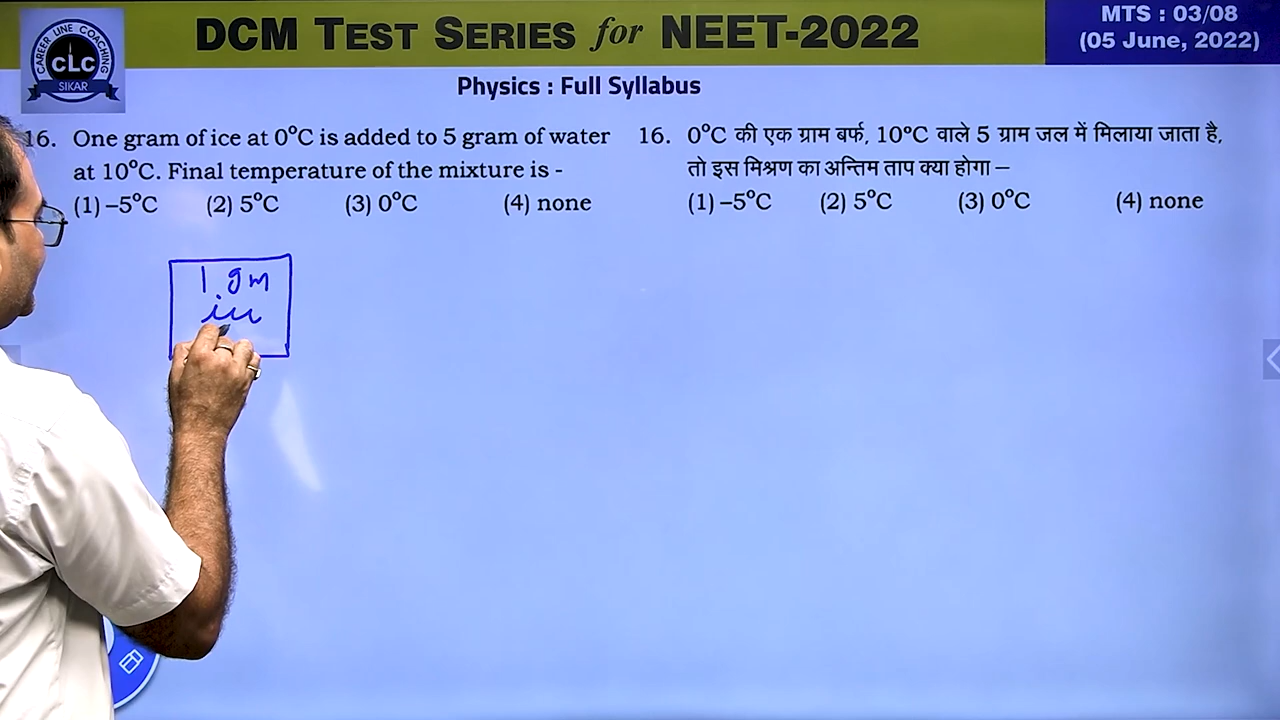 CAREER LINE COACHING
CLC
SIKAR
DCM TEST SERIES for NEET-2022
MTS : 03/08
(05 June, 2022)
Physics : Full Syllabus
16. One gram of ice at 0°C is added to 5 gram of water
at 10°C. Final temperature of the mixture is -
(1) –5°C (2) 5°C (3) 0°C (4) none
16. 0°C की एक ग्राम बर्फ, 10°C वाले 5 ग्राम जल में मिलाया जाता है,
तो इस मिश्रण का अन्तिम ताप क्या होगा –
(1) –5°C (2) 5°C (3) 0°C (4) none
1 gm